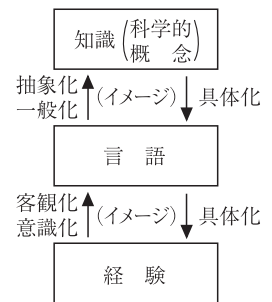 知識(科学的概　念)
抽象化
一般化
(イメージ)
具体化
言　語
客観化
意識化
(イメージ)
具体化
経　験